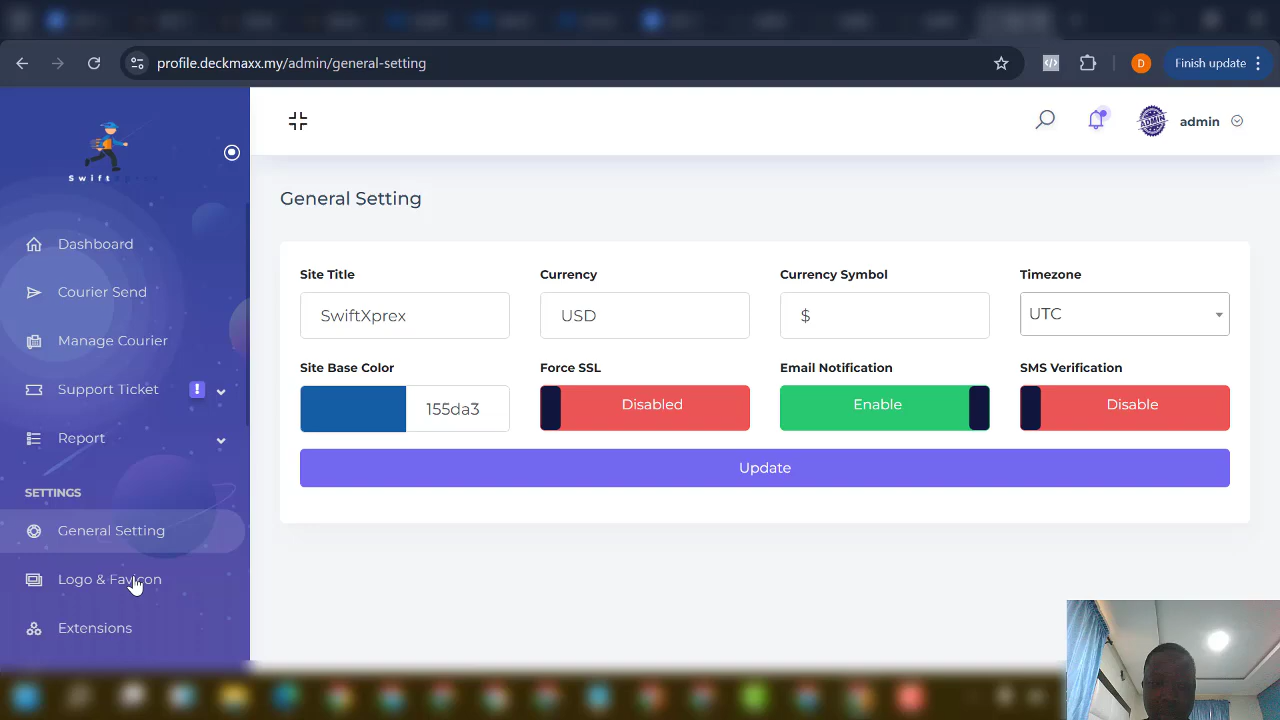 profile.deckmaxx.my/admin/general-setting
Finish update
D
admin
Swift
Dashboard
Courier Send
Manage Courier
Support Ticket
!
Report
SETTINGS
General Setting
Logo & Favicon
Extensions
General Setting
Site Title
Currency
Currency Symbol
Timezone
SwiftXprex
USD
$
UTC
Site Base Color
Force SSL
Email Notification
SMS Verification
155da3
Disabled
Enable
Disable
Update